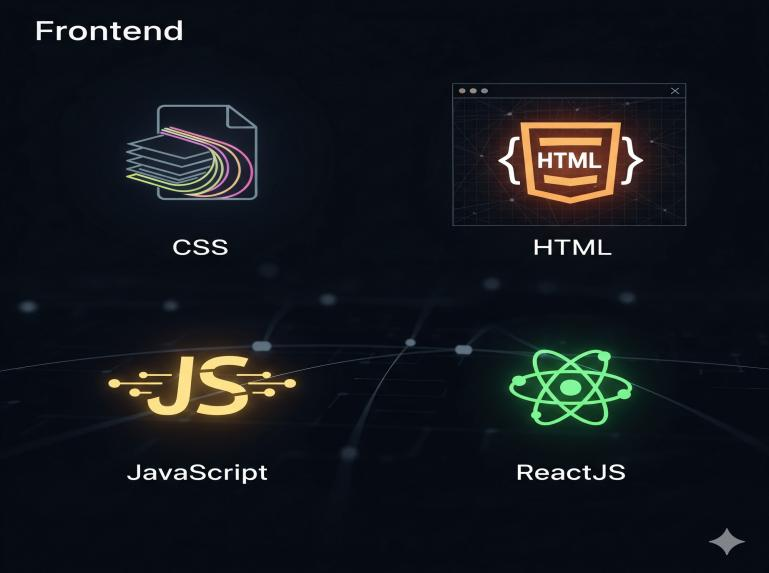 Frontend
{HTML}
CSS
HTML
JS
JavaScript
ReactJS